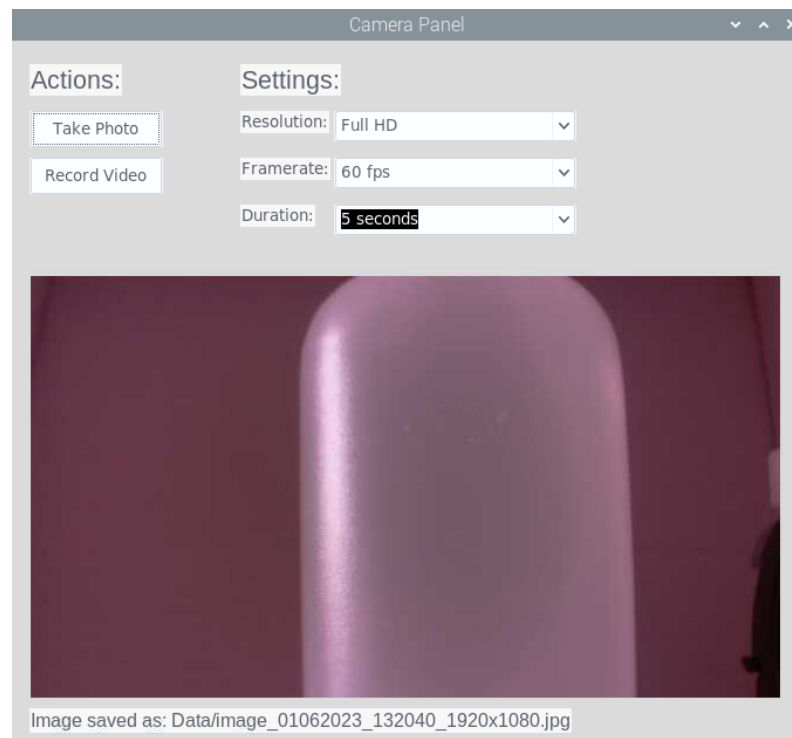 Camera Panel
Actions:
Settings:
Take Photo
Resolution: Full HD
Record Video
Framerate: 60 fps
Duration: 5 seconds
Image saved as: Data/image_01062023_132040_1920x1080.jpg